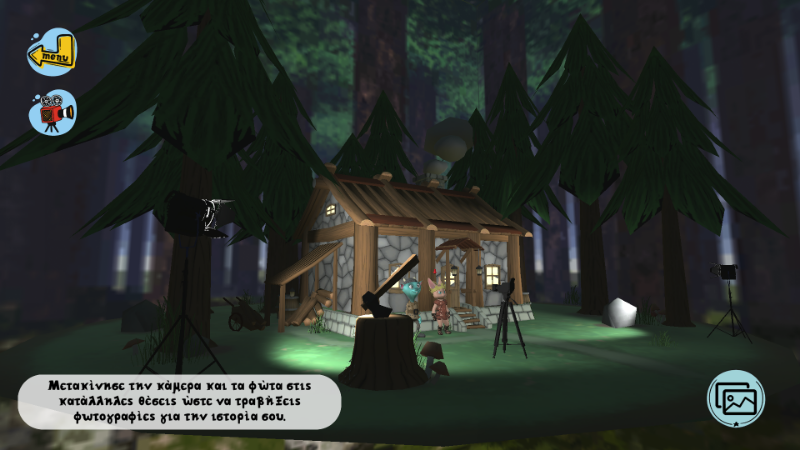 menu
Μετακίνησε την κάμερα και τα φώτα στις
κατάλληλες θέσεις ώστε να τραβήξεις
φωτογραφίες για την ιστορία σου.